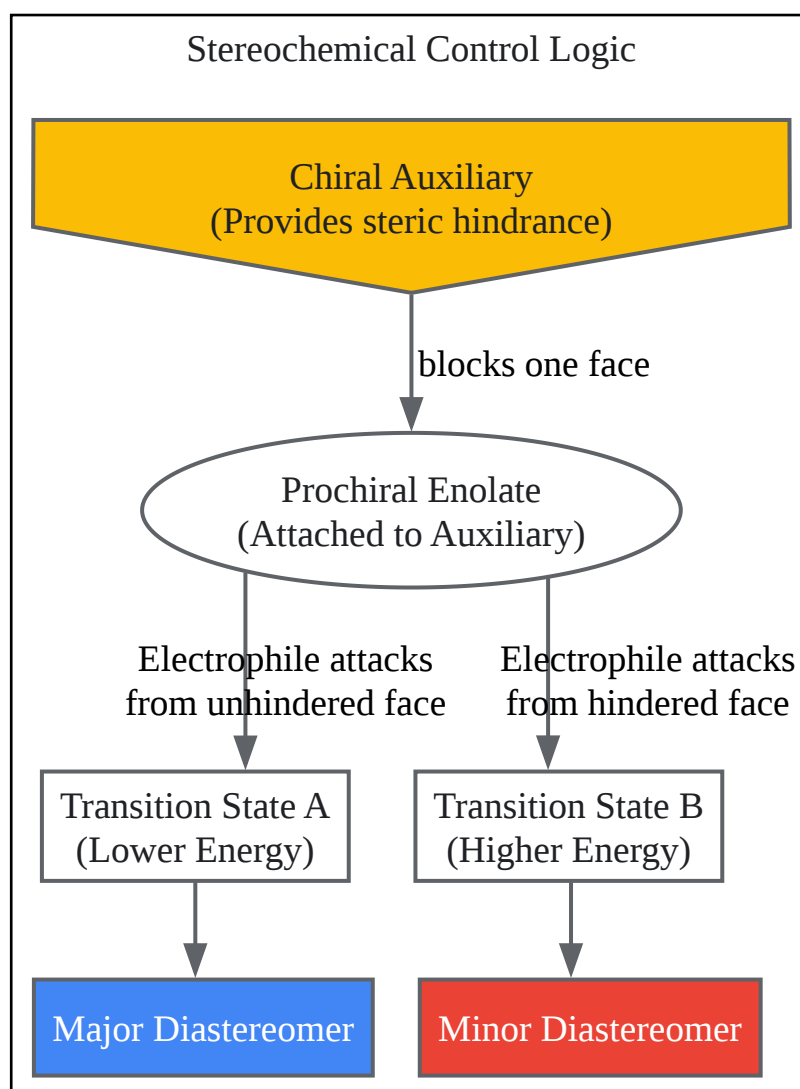 Stereochemical Control Logic
Chiral Auxiliary
(Provides steric hindrance)
blocks one face
Prochiral Enolate
(Attached to Auxiliary)
Electrophile attacks
from unhindered face
Electrophile attacks
from hindered face
Transition State A
(Lower Energy)
Transition State B
(Higher Energy)
Major Diastereomer
Minor Diastereomer